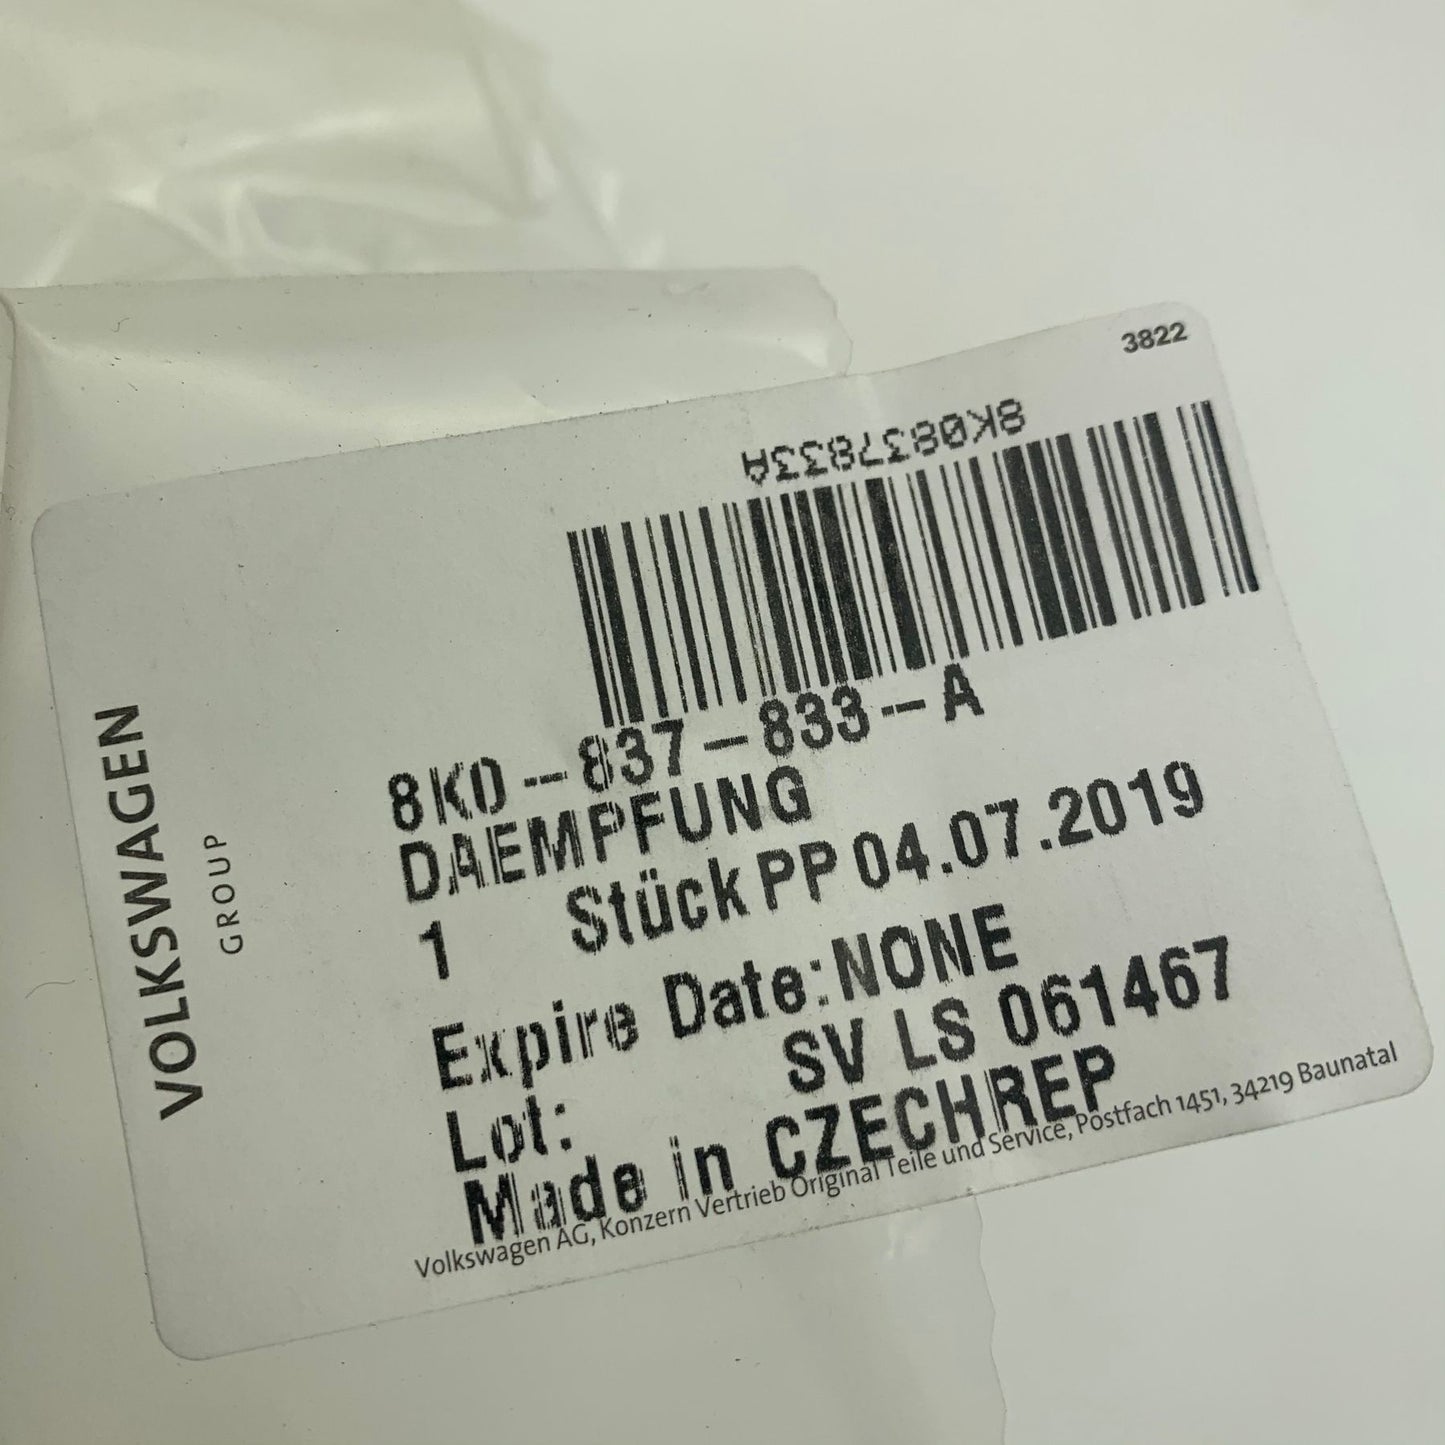 3822
8K0837833A
8K0-837-833-A
DAEMPFUNG
1 Stück PP 04.07.2019
Expire Date:NONE
Lot: SV LS 061467
Made in CZECHREP
Volkswagen AG, Konzern Vertrieb Original Teile und Service, Postfach 1451, 34219 Baunatal
VOLKSWAGEN
GROUP